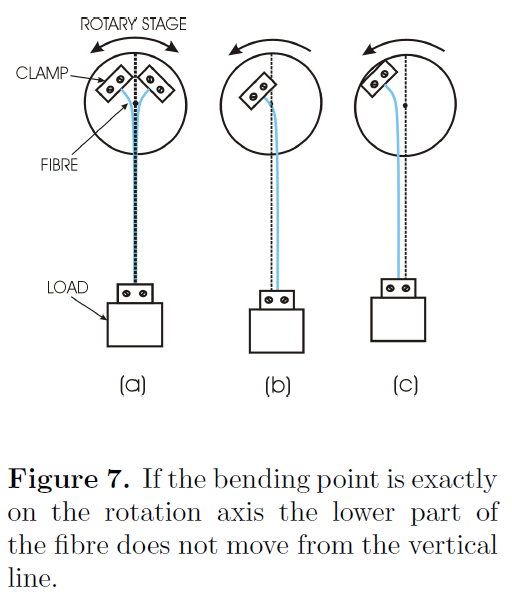 ROTARY STAGE
CLAMP
FIBRE
LOAD
(a) (b) (c)
Figure 7. If the bending point is exactly
on the rotation axis the lower part of
the fibre does not move from the vertical
line.